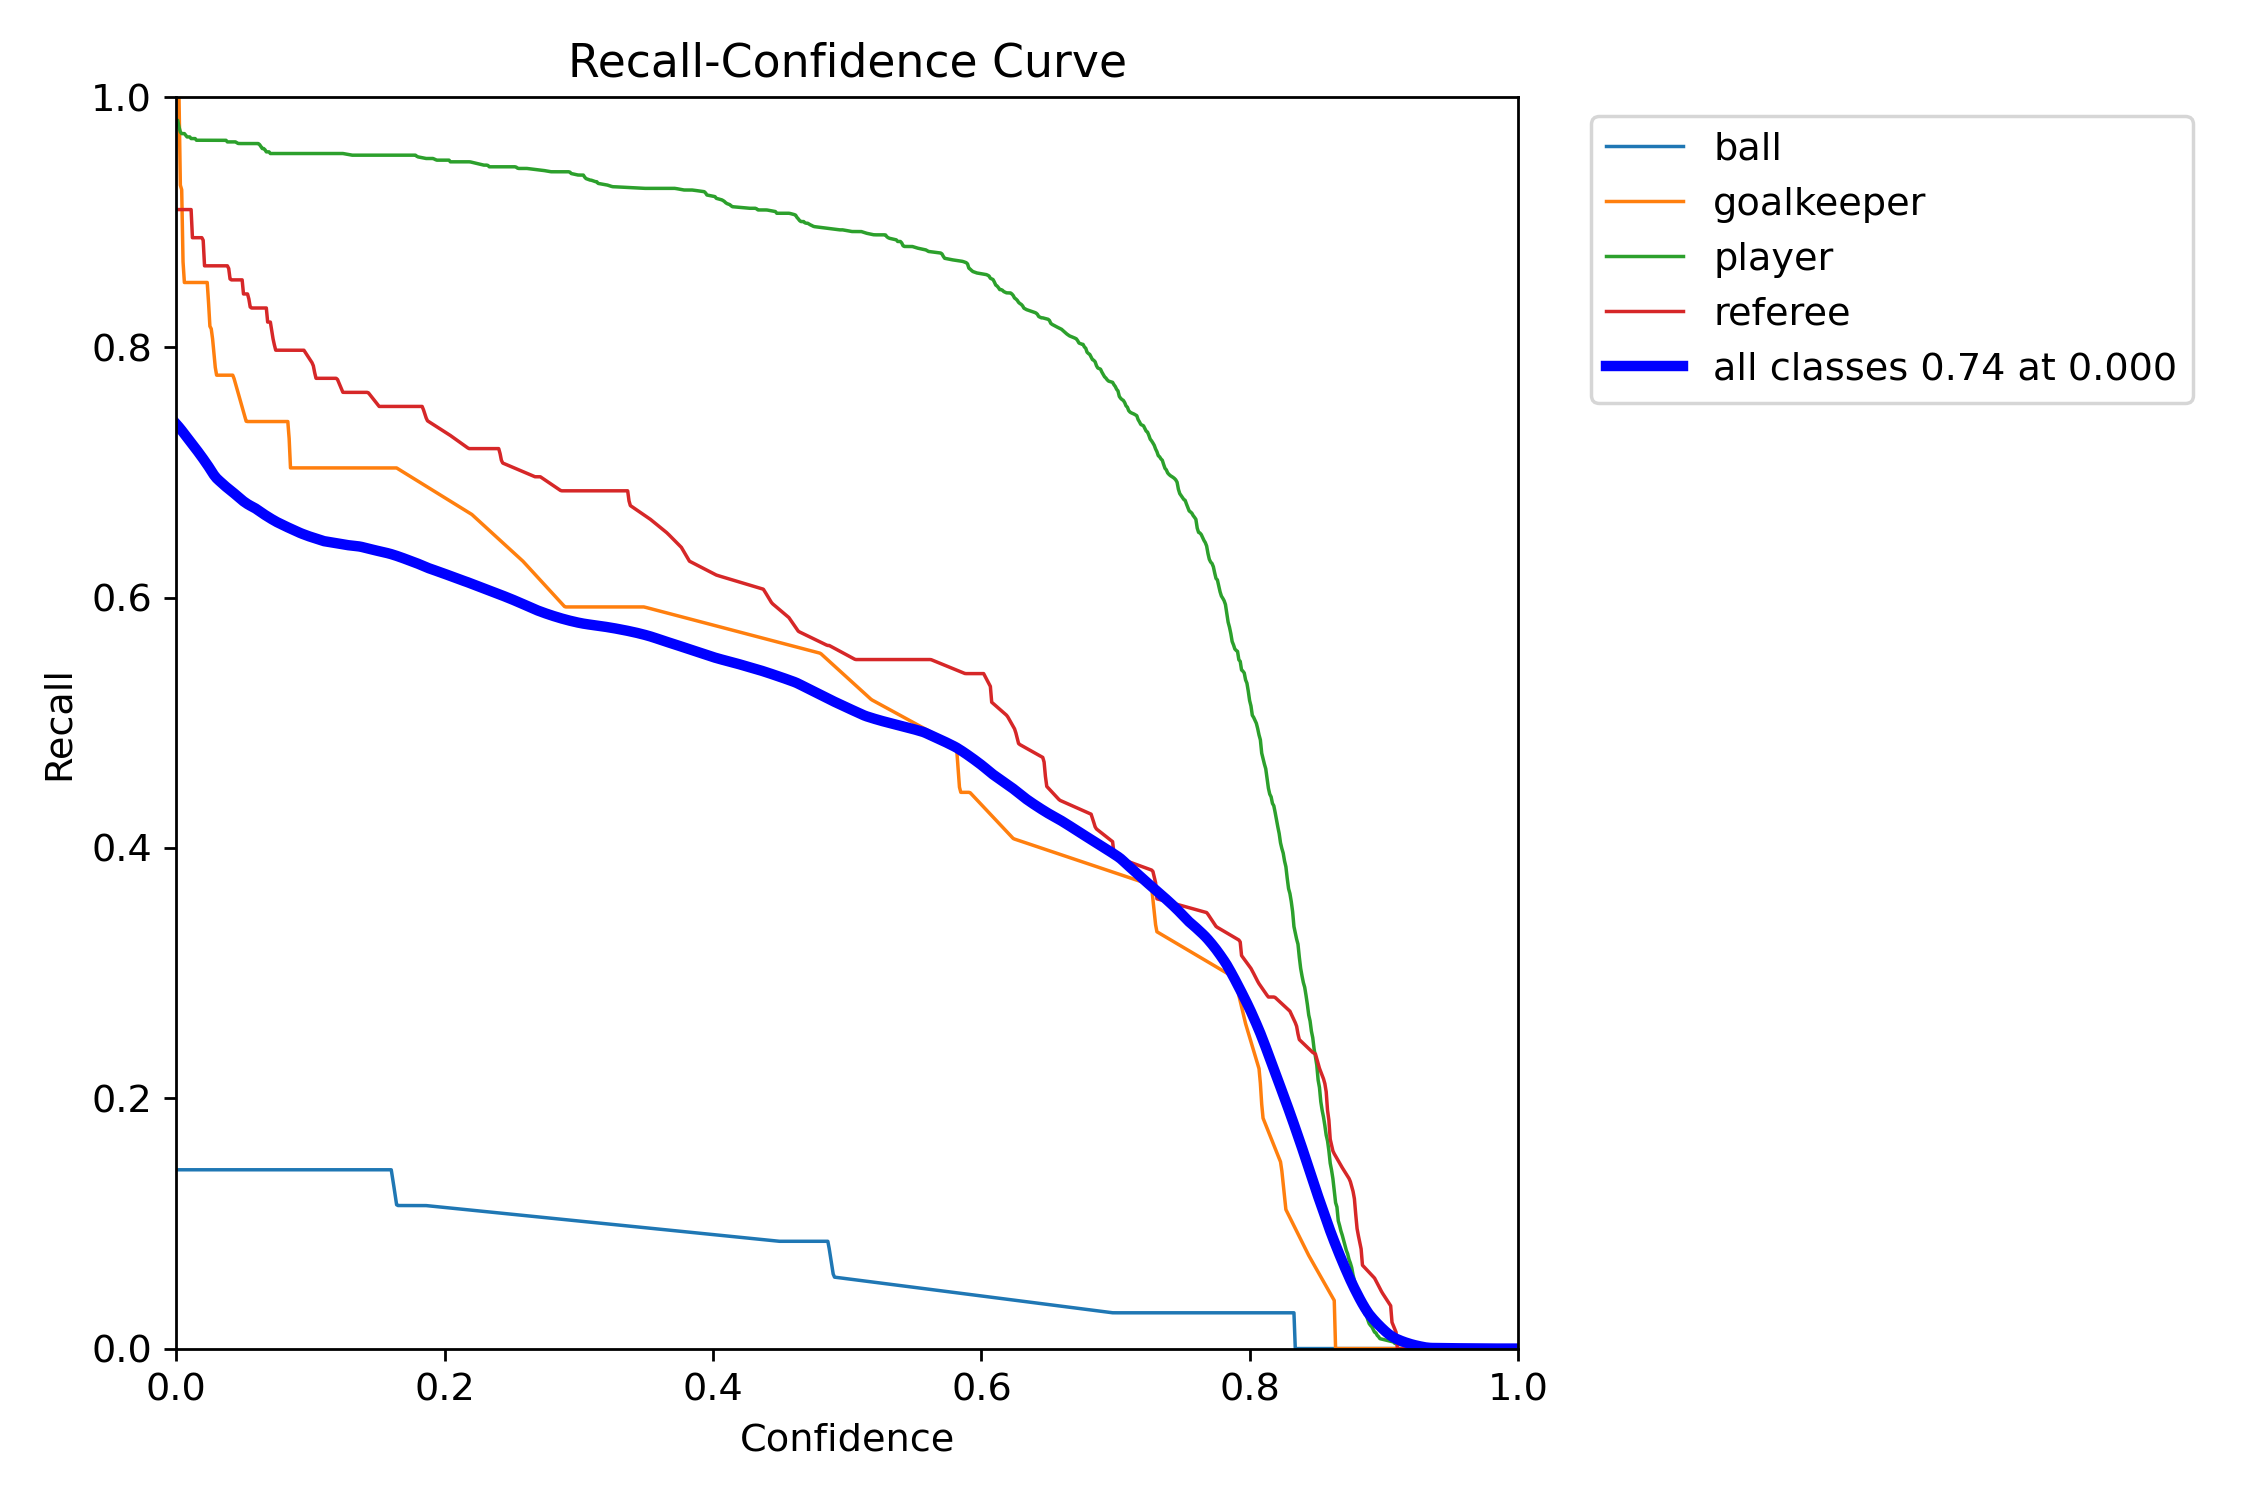 Recall-Confidence Curve
1.0
0.8
0.6
0.4
0.2
0.0
Recall
0.0 0.2 0.4 0.6 0.8 1.0
Confidence
ball
goalkeeper
player
referee
all classes 0.74 at 0.000